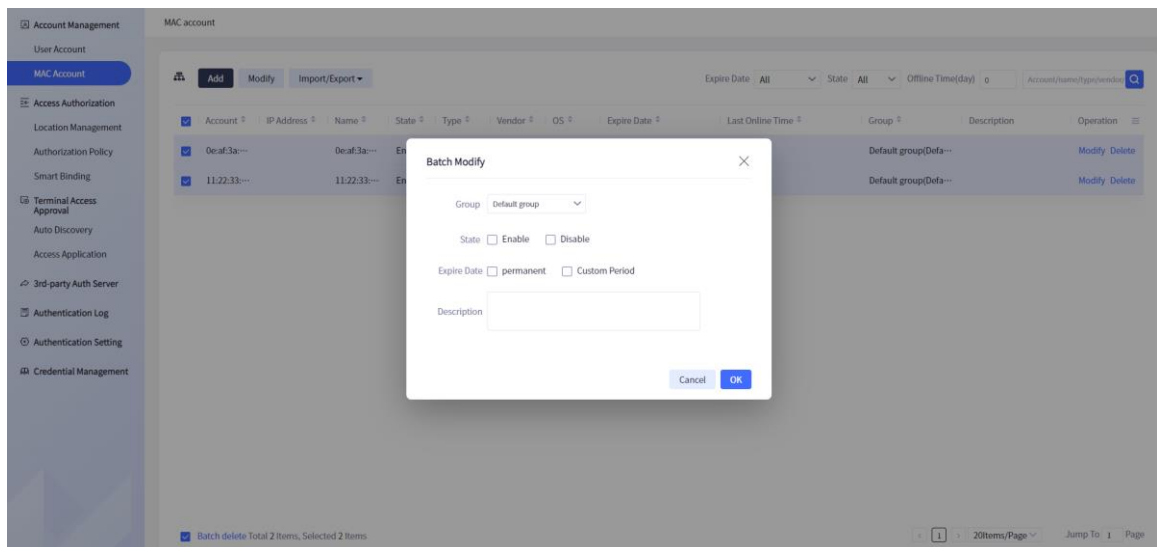 Account Management
User Account
MAC Account
Access Authorization
Location Management
Authorization Policy
Smart Binding
Terminal Access
Approval
Auto Discovery
Access Application
3rd-party Auth Server
Authentication Log
Authentication Setting
Credential Management
MAC account
Add Modify Import/Export Expire Date All State All Offline Time(day) 0 Account/name/type/vendor
Account IP Address Name State Type Vendor OS Expire Date Last Online Time Group Description Operation
0e:af:3a:··· 0e:af:3a:··· En Default group(Defa··· Modify Delete
11:22:33:··· 11:22:33:··· En Default group(Defa··· Modify Delete
Batch Modify
Group Default group
State Enable Disable
Expire Date permanent Custom Period
Description
Cancel OK
Batch delete Total 2 Items, Selected 2 Items 1 20Items/Page Jump To 1 Page